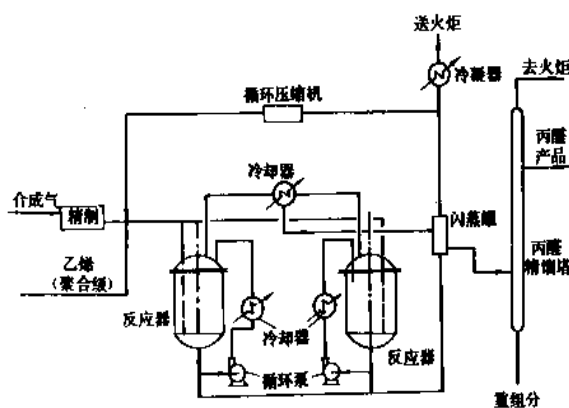 送火炬
冷凝器
去火炬
循环压缩机
丙醛
产品
冷却器
合成气
精制
闪蒸罐
乙烯
(聚合级)
丙醛
精馏塔
反应器
冷却器
反应器
循环泵
重组分